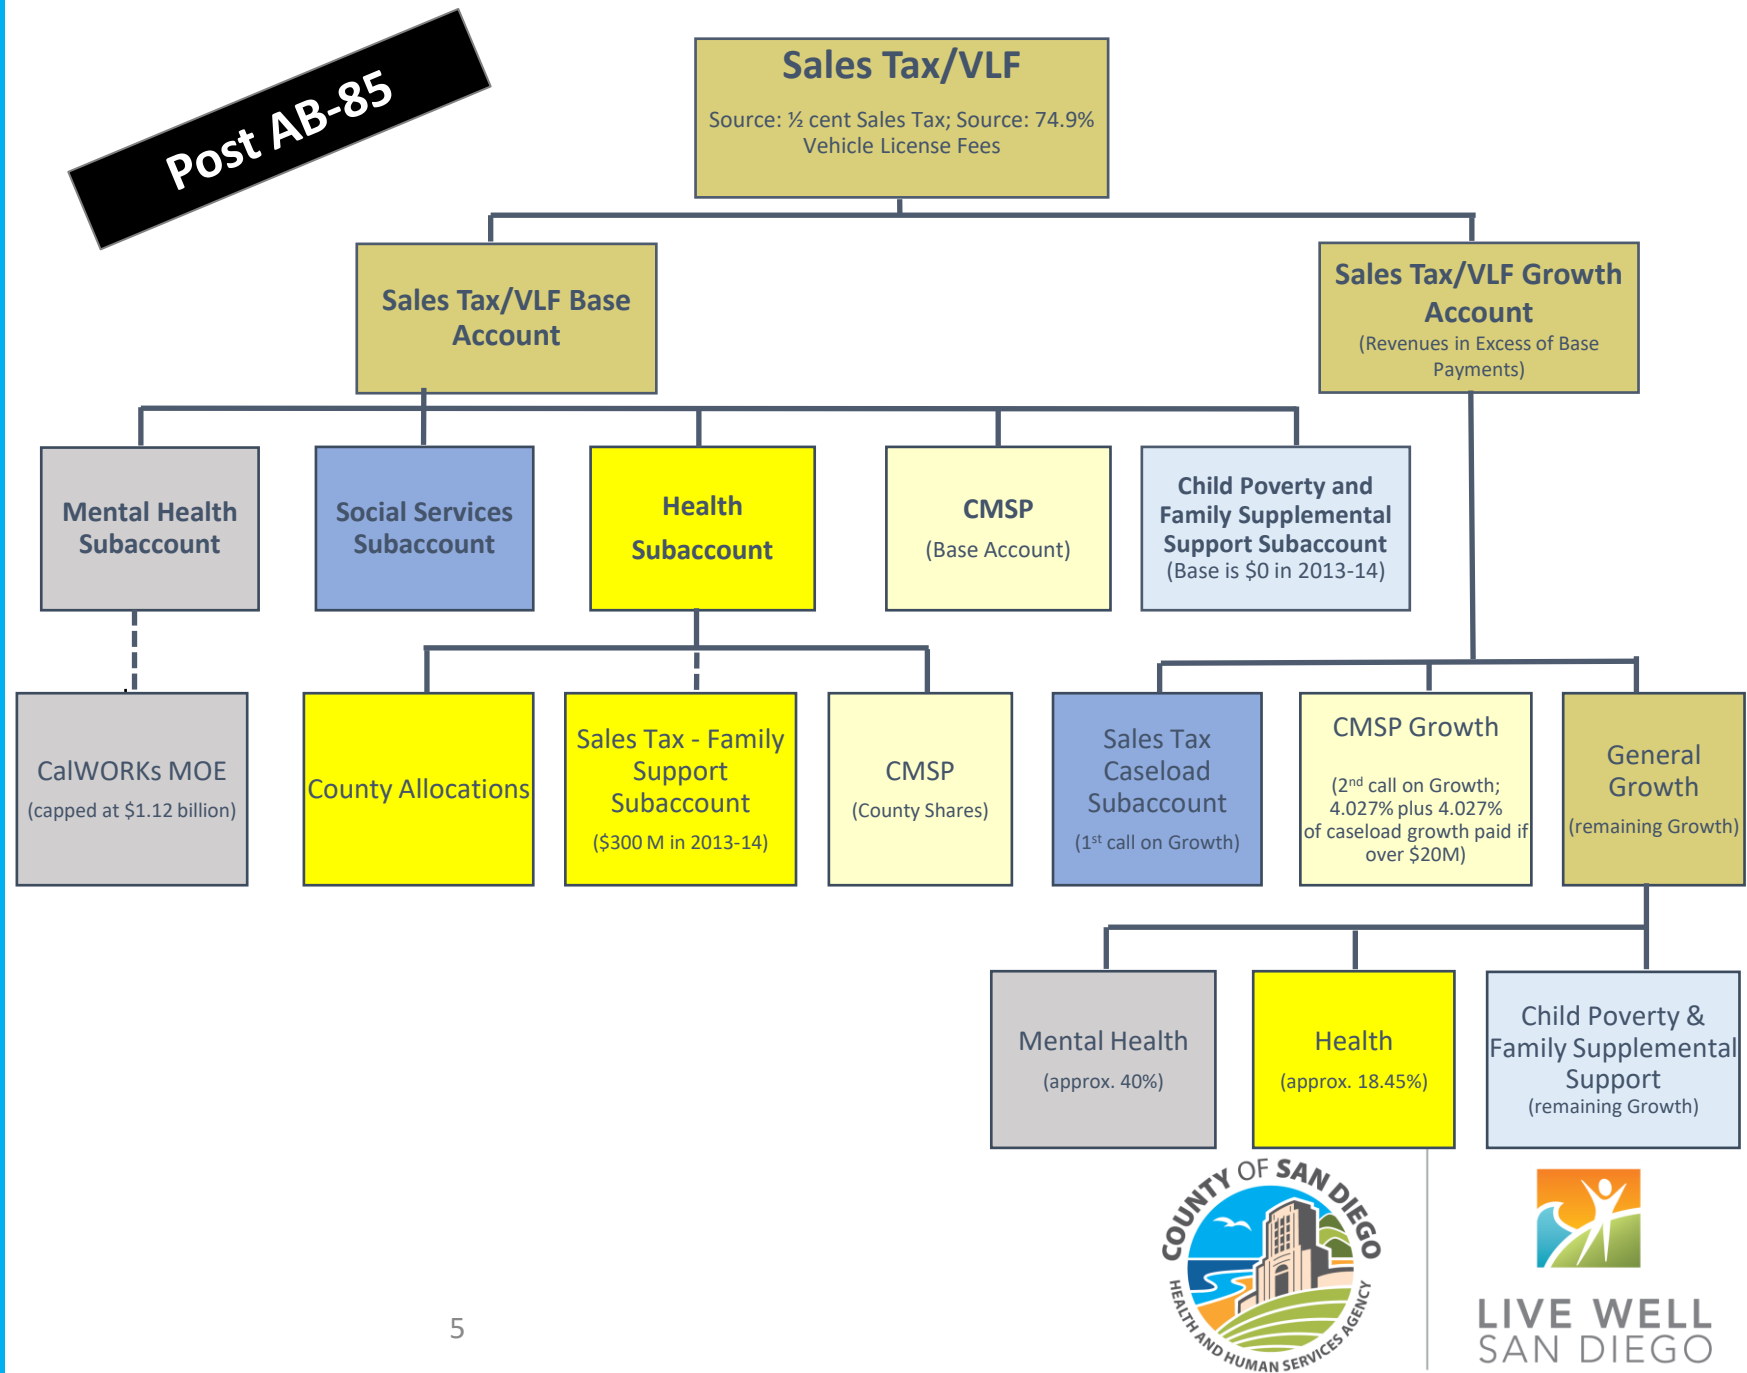 Post AB-85
Sales Tax/VLF
Source: ½ cent Sales Tax; Source: 74.9%
Vehicle License Fees
Sales Tax/VLF Base
Account
Sales Tax/VLF Growth
Account
(Revenues in Excess of Base
Payments)
Mental Health
Subaccount
Social Services
Subaccount
Health
Subaccount
CMSP
(Base Account)
Child Poverty and
Family Supplemental
Support Subaccount
(Base is $0 in 2013-14)
CalWORKs MOE
(capped at $1.12 billion)
County Allocations
Sales Tax - Family
Support
Subaccount
($300 M in 2013-14)
CMSP
(County Shares)
Sales Tax
Caseload
Subaccount
(1st call on Growth)
CMSP Growth
(2nd call on Growth;
4.027% plus 4.027%
of caseload growth paid if
over $20M)
General
Growth
(remaining Growth)
Mental Health
(approx. 40%)
Health
(approx. 18.45%)
Child Poverty &
Family Supplemental
Support
(remaining Growth)
COUNTY OF SAN DIEGO
HEALTH AND HUMAN SERVICES AGENCY
LIVE WELL
SAN DIEGO
5